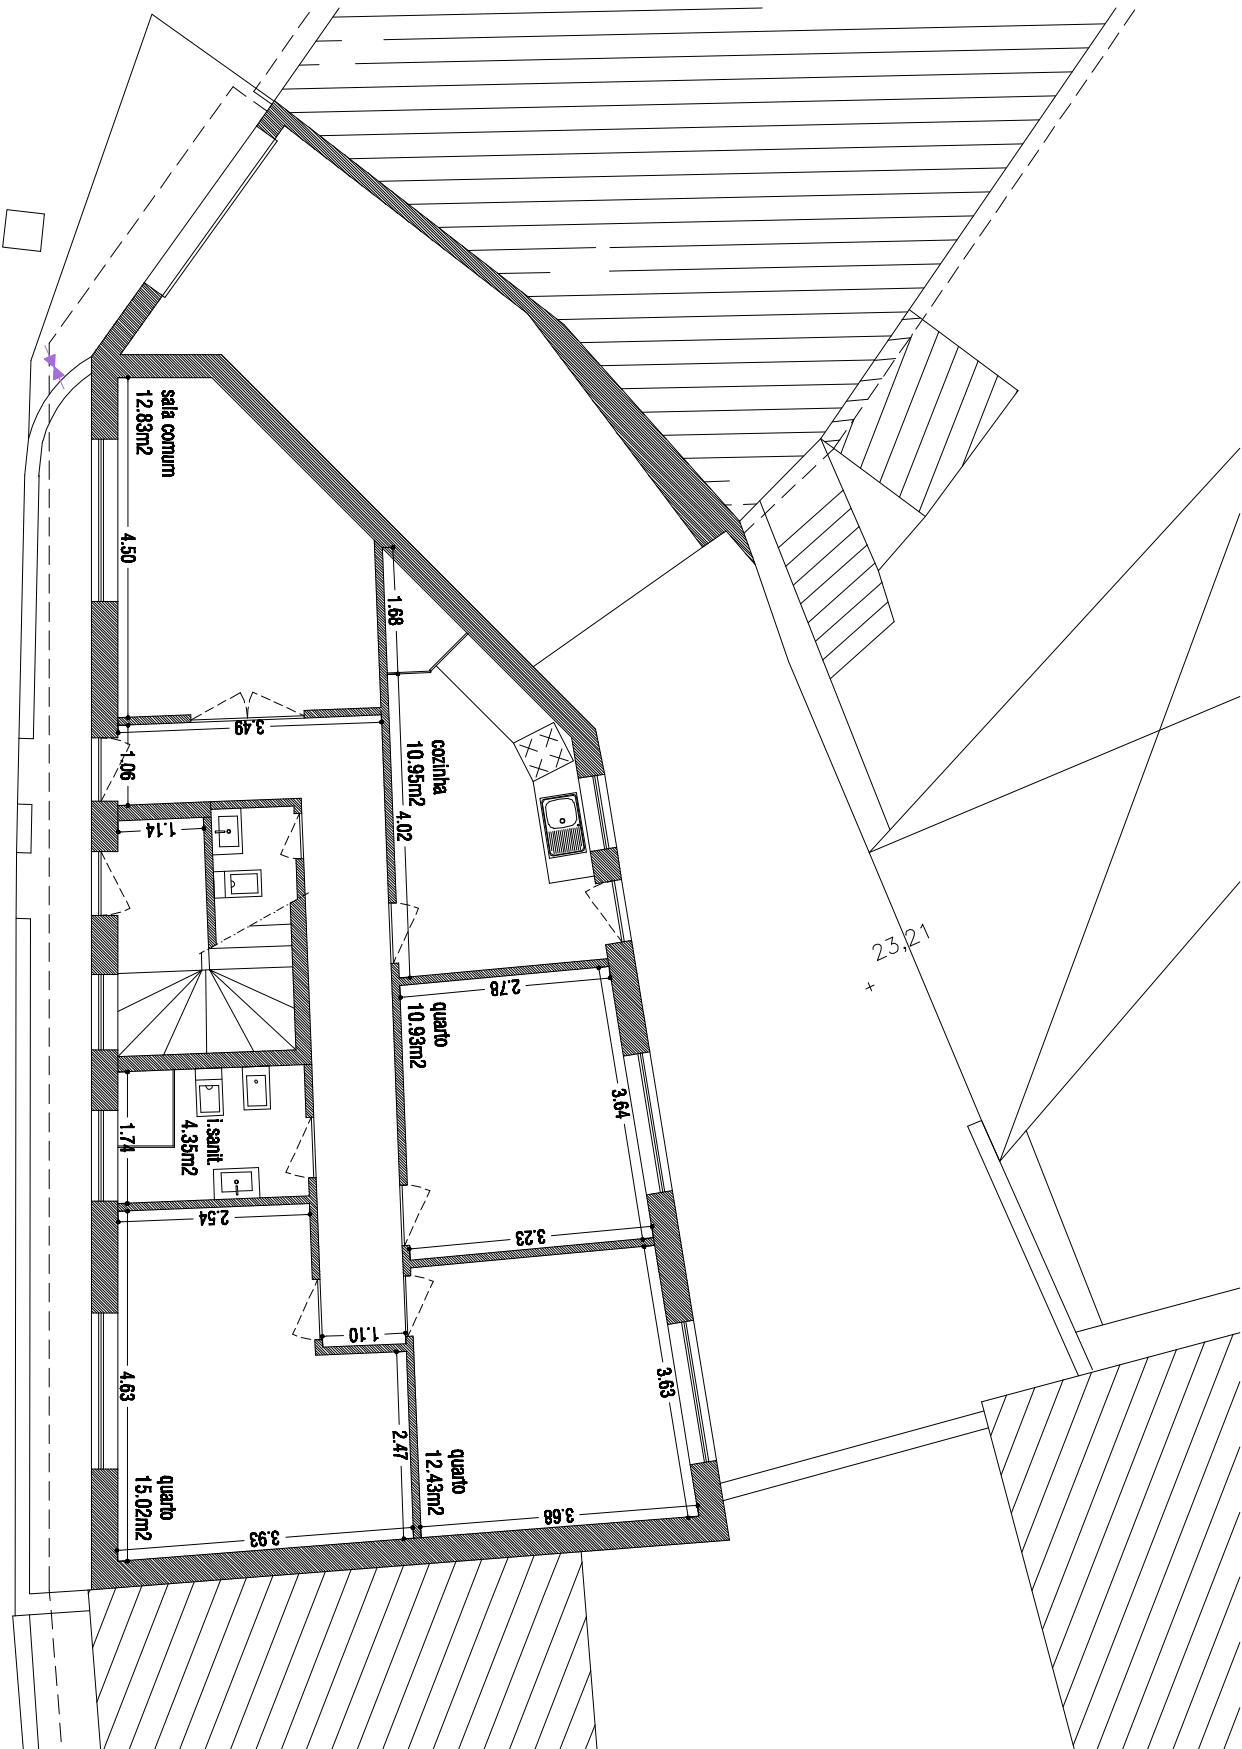 sala comum
12.83m2
4.50
1.68
3.49
1.06
cozinha
10.95m2
4.02
1.14
23,21
2.78
quarto
10.93m2
3.64
i.sanit.
4.35m2
1.74
2.54
3.23
1.10
3.63
4.63
2.47
quarto
12.43m2
quarto
15.02m2
3.93
3.68